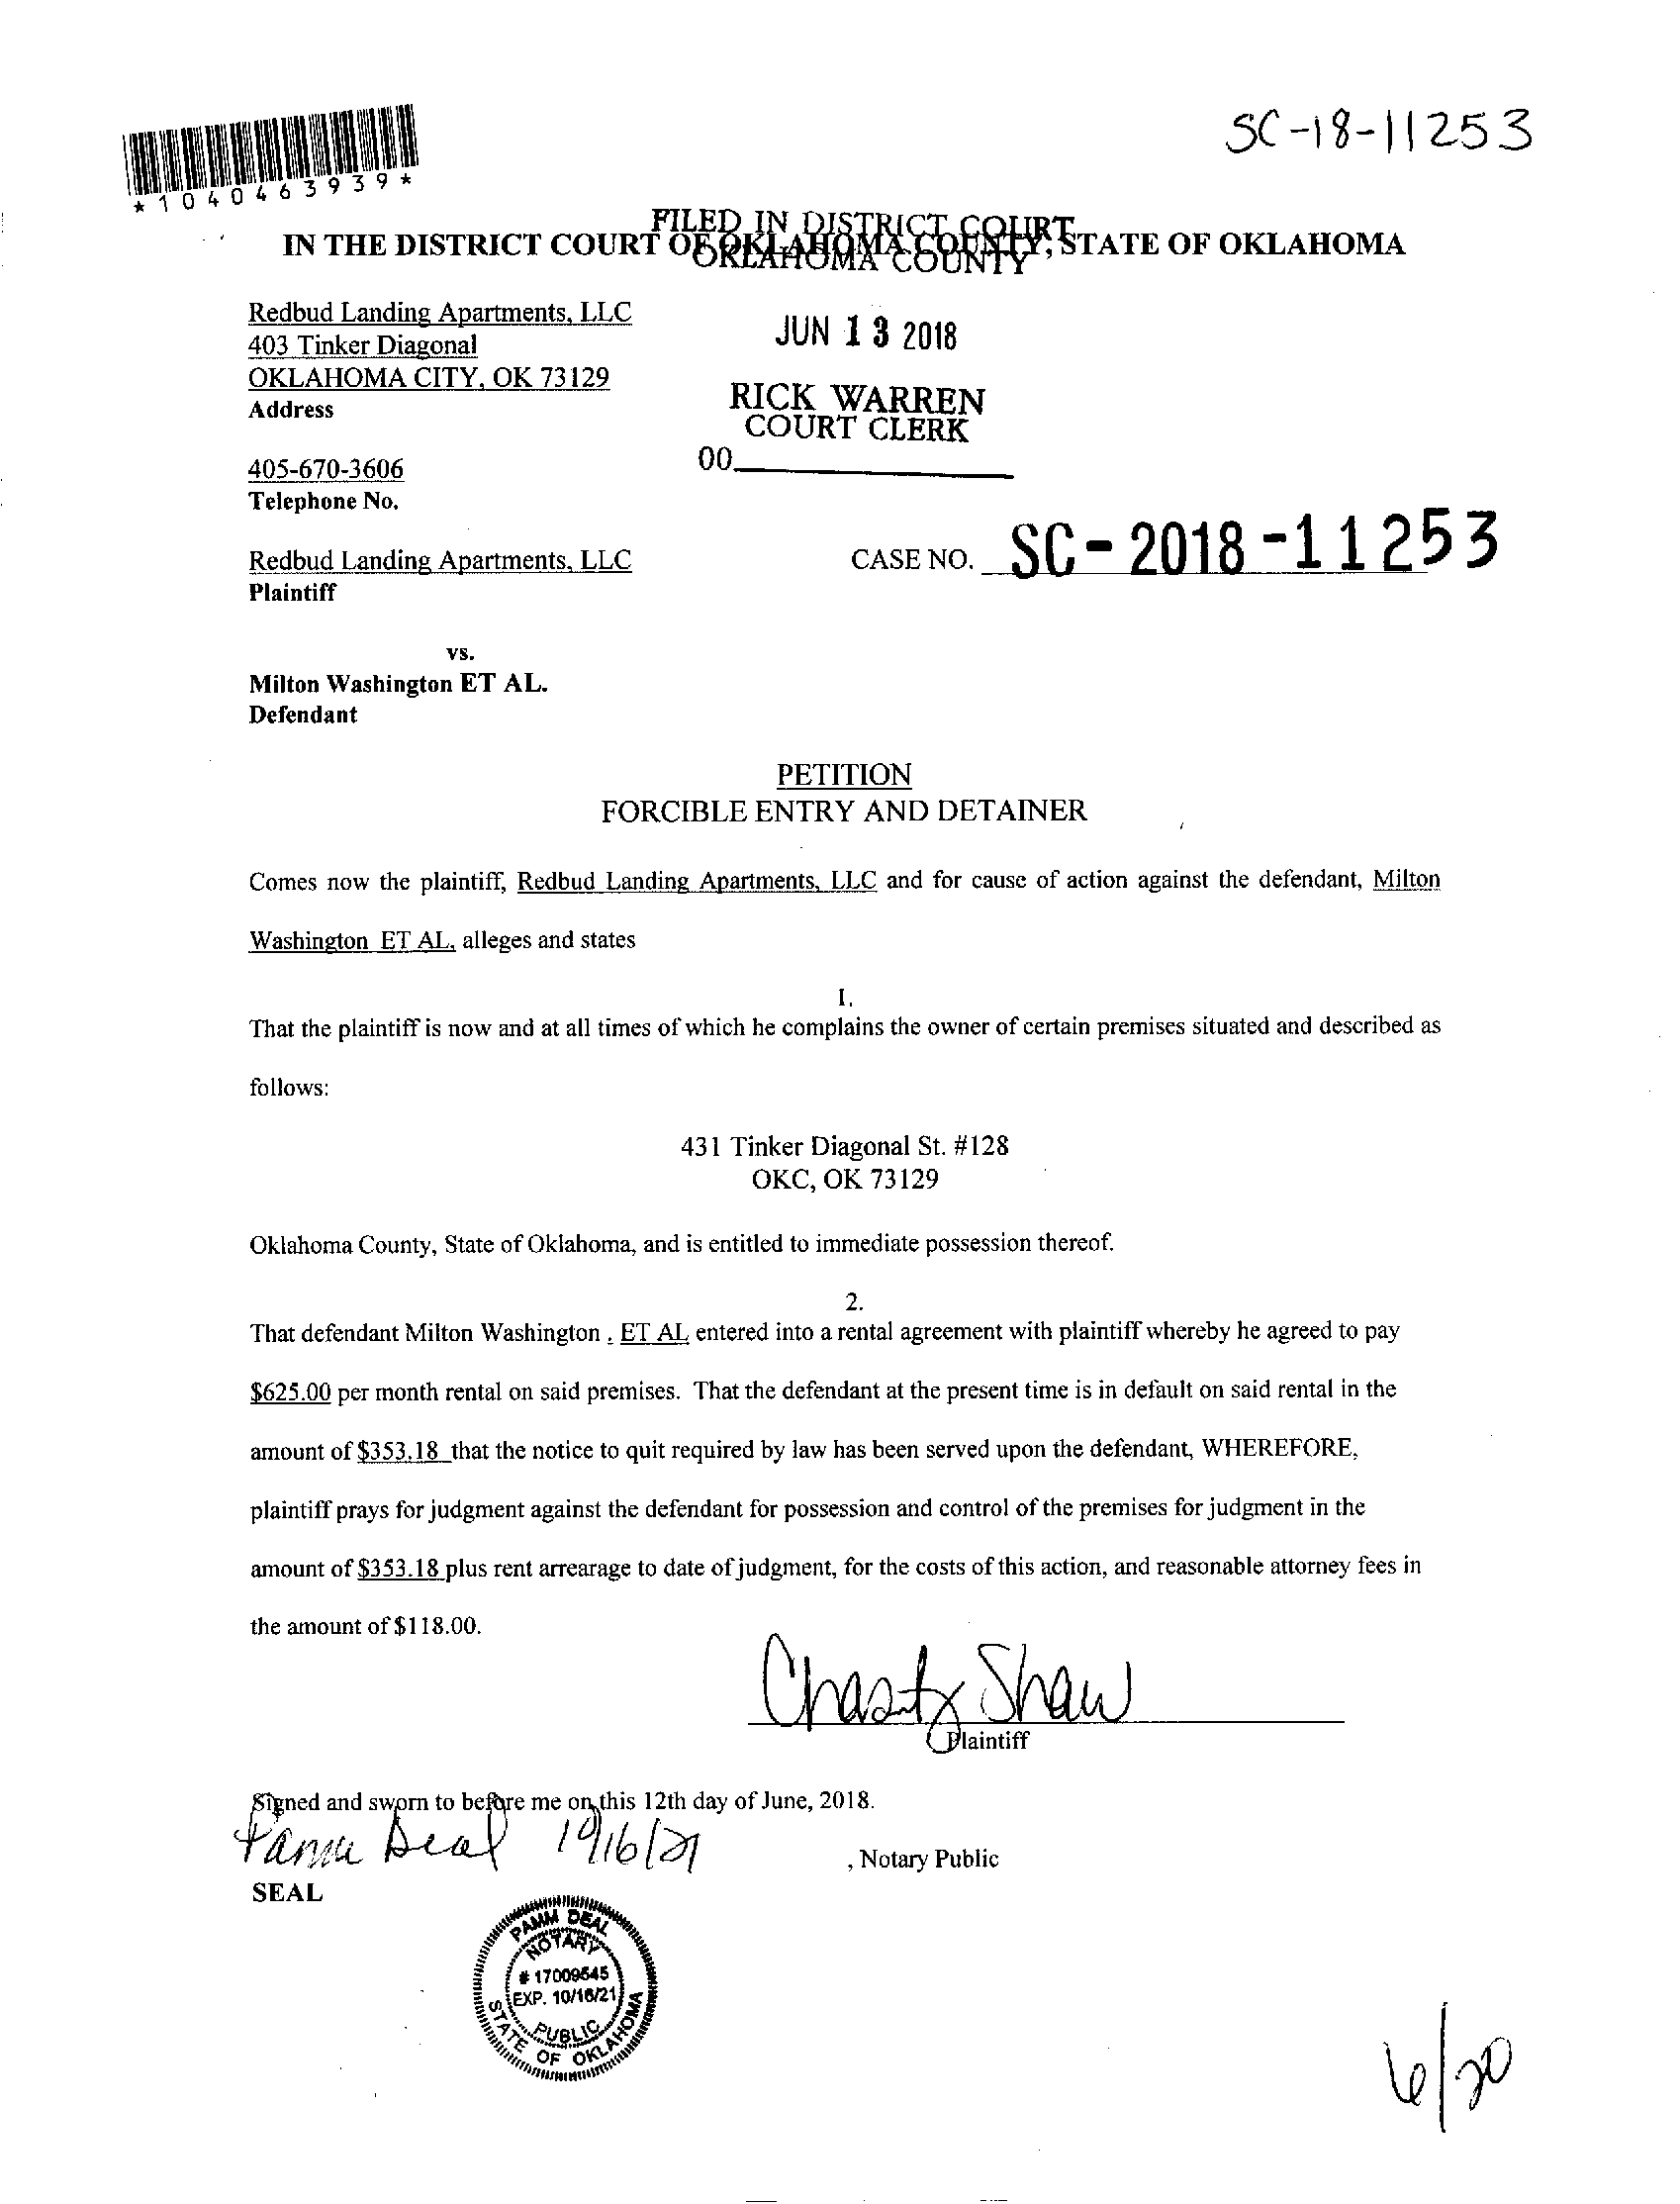 SC-18-11253
*1040463939*
FILED IN DISTRICT COURT
OKLAHOMA COUNTY
IN THE DISTRICT COURT OF OKLAHOMA COUNTY, STATE OF OKLAHOMA
Redbud Landing Apartments, LLC
403 Tinker Diagonal
OKLAHOMA CITY, OK 73129
Address
JUN 13 2018
RICK WARREN
COURT CLERK
00
405-670-3606
Telephone No.
Redbud Landing Apartments, LLC
Plaintiff
CASE NO. SC-2018-11253
vs.
Milton Washington ET AL.
Defendant
PETITION
FORCIBLE ENTRY AND DETAINER
Comes now the plaintiff, Redbud Landing Apartments, LLC and for cause of action against the defendant, Milton
Washington ET AL, alleges and states
1.
That the plaintiff is now and at all times of which he complains the owner of certain premises situated and described as
follows:
431 Tinker Diagonal St. #128
OKC, OK 73129
Oklahoma County, State of Oklahoma, and is entitled to immediate possession thereof.
2.
That defendant Milton Washington , ET AL entered into a rental agreement with plaintiff whereby he agreed to pay
$625.00 per month rental on said premises. That the defendant at the present time is in default on said rental in the
amount of $353.18 that the notice to quit required by law has been served upon the defendant, WHEREFORE,
plaintiff prays for judgment against the defendant for possession and control of the premises for judgment in the
amount of $353.18 plus rent arrearage to date of judgment, for the costs of this action, and reasonable attorney fees in
the amount of $118.00.
Chasity Shaw
Plaintiff
Signed and sworn to before me on this 12th day of June, 2018.
Pamm Deal 10/16/21
, Notary Public
SEAL
PAMM DEAL
NOTARY
# 17009545
EXP. 10/16/21
PUBLIC
STATE OF OKLAHOMA
6/20